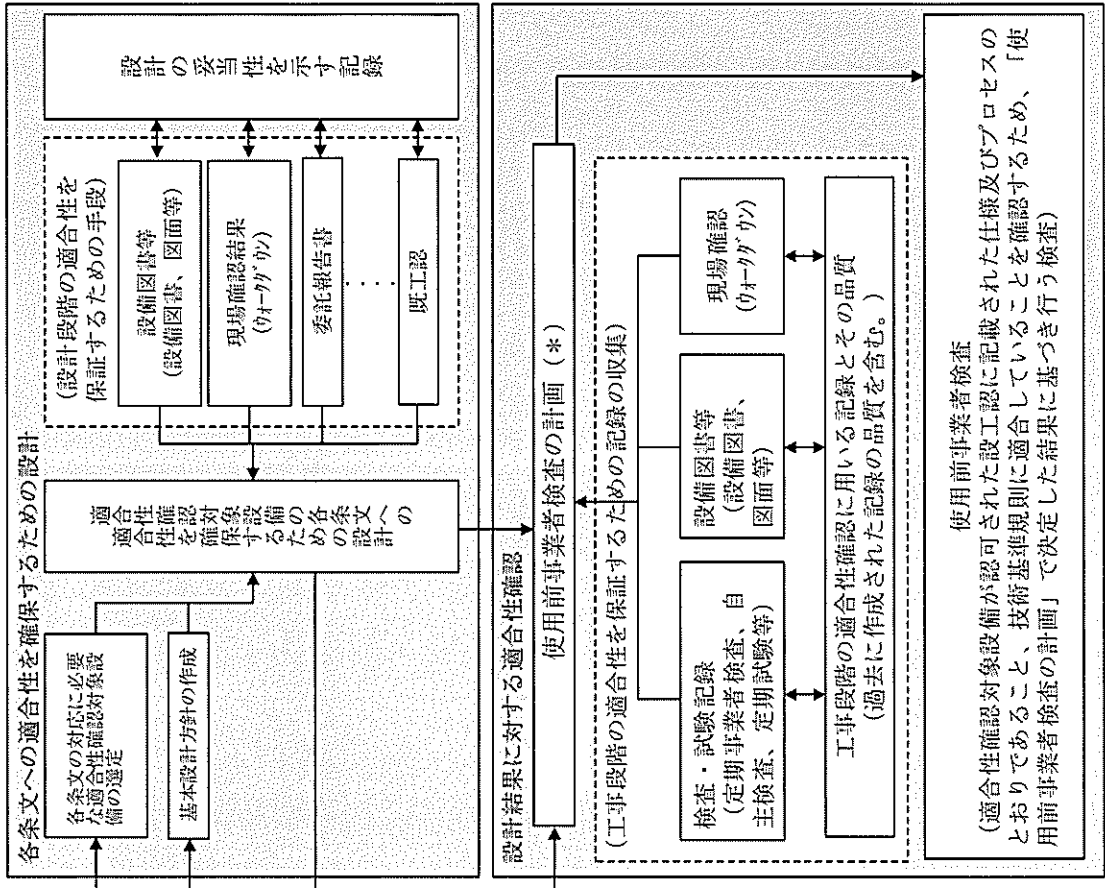 各条文への適合性を確保するための設計
各条文の対応に必要
な適合性確認対象設
備の選定
基本設計方針の作成
適合性確認対象設備の各条文への
適合性を確保するための設計
(設計段階の適合性を
保証するための手段)
設備図書等
(設備図書、図面等)
現場確認結果
(ｳｫｰｸﾀﾞｳﾝ)
委託報告書
・・・・・
既工認
設計の妥当性を示す記録
設計結果に対する適合性確認
使用前事業者検査の計画(＊)
(工事段階の適合性を保証するための記録の収集)
検査・試験記録
(定期事業者検査、自
主検査、定期試験等)
設備図書等
(設備図書、
図面等)
現場確認
(ｳｫｰｸﾀﾞｳﾝ)
工事段階の適合性確認に用いる記録とその品質
(過去に作成された記録の品質を含む。)
使用前事業者検査
(適合性確認対象設備が認可された設工認に記載された仕様及びプロセスの
とおりであること、技術基準規則に適合していることを確認するため、「使
用前事業者検査の計画」で決定した結果に基づき行う検査)